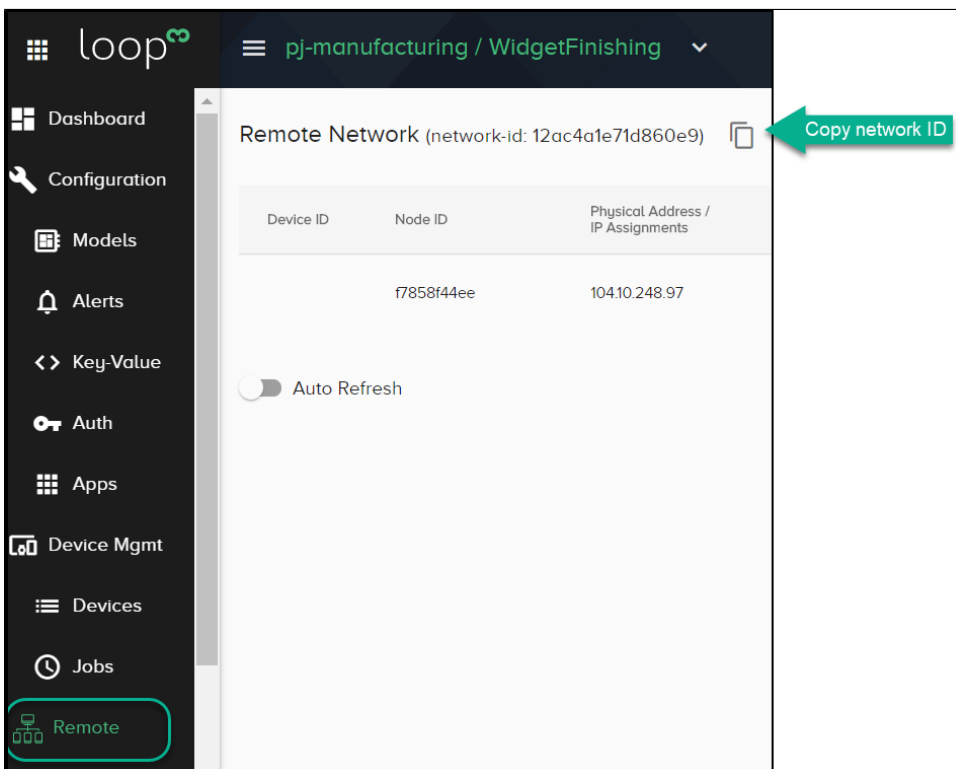 loop
pj-manufacturing / WidgetFinishing
Dashboard
Configuration
Models
Alerts
Key-Value
Auth
Apps
Device Mgmt
Devices
Jobs
Remote
Remote Network (network-id: 12ac4a1e71d860e9)
Copy network ID
Device ID
Node ID
Physical Address /
IP Assignments
f7858f44ee
104.10.248.97
Auto Refresh